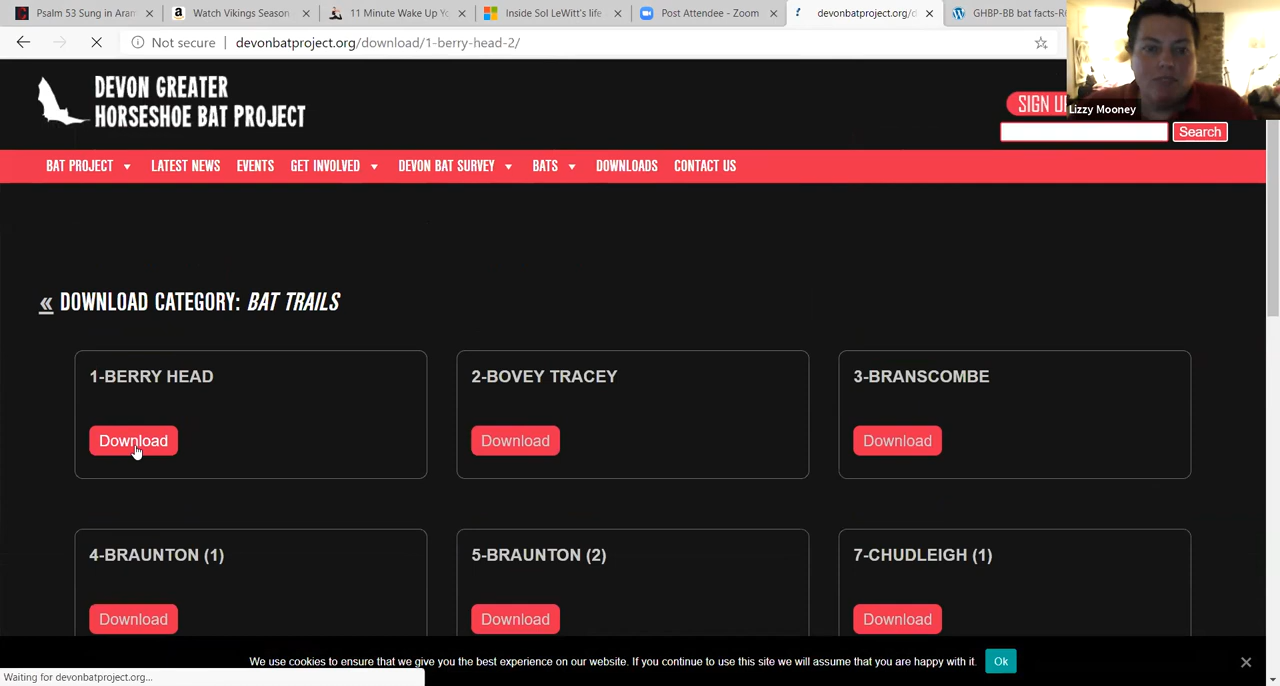 Psalm 53 Sung in Aram
Watch Vikings Season
11 Minute Wake Up Yo
Inside Sol LeWitt's life
Post Attendee - Zoom
devonbatproject.org/d
GHBP-BB bat facts-R
Not secure | devonbatproject.org/download/1-berry-head-2/
Lizzy Mooney
DEVON GREATER
HORSESHOE BAT PROJECT
SIGN U
Search
BAT PROJECT LATEST NEWS EVENTS GET INVOLVED DEVON BAT SURVEY BATS DOWNLOADS CONTACT US
« DOWNLOAD CATEGORY: BAT TRAILS
1-BERRY HEAD
Download
2-BOVEY TRACEY
Download
3-BRANSCOMBE
Download
4-BRAUNTON (1)
Download
5-BRAUNTON (2)
Download
7-CHUDLEIGH (1)
Download
We use cookies to ensure that we give you the best experience on our website. If you continue to use this site we will assume that you are happy with it.
Ok
Waiting for devonbatproject.org...